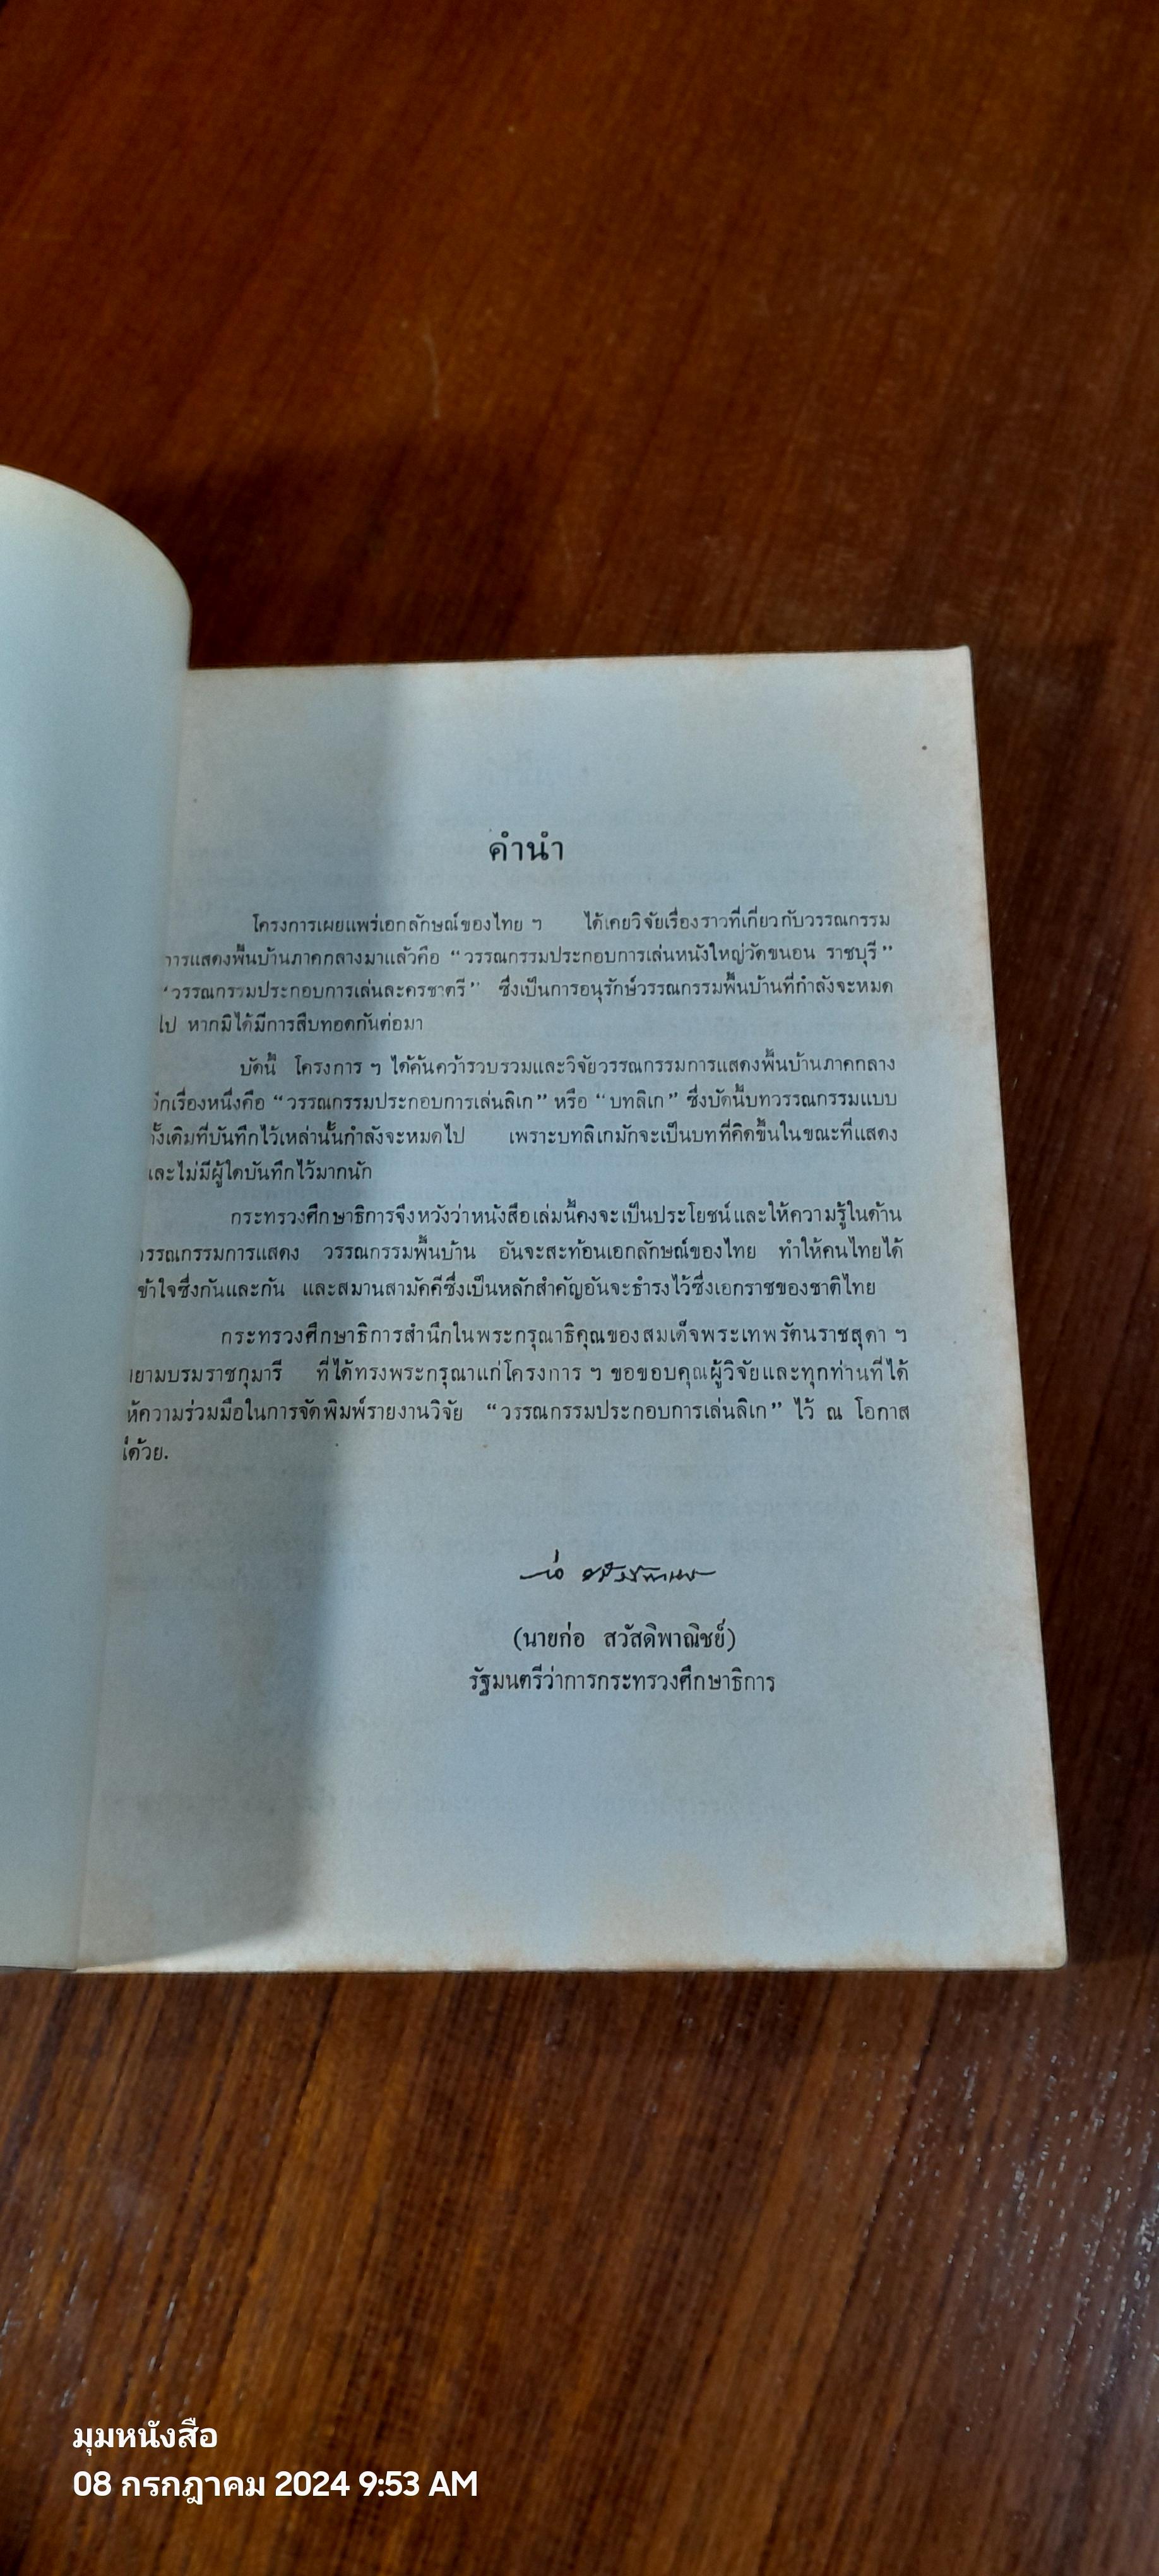 คำนำ
โครงการเผยแพร่เอกลักษณ์ของไทย ฯ ได้เคยวิจัยเรื่องราวที่เกี่ยวกับวรรณกรรม
การแสดงพื้นบ้านภาคกลางมาแล้วคือ “วรรณกรรมประกอบการเล่นหนังใหญ่วัดขนอน ราชบุรี”
“วรรณกรรมประกอบการเล่นละครชาตรี” ซึ่งเป็นการอนุรักษ์วรรณกรรมพื้นบ้านที่กำลังจะหมด
ไป หากมิได้มีการสืบทอดกันต่อมา
บัดนี้ โครงการ ฯ ได้ค้นคว้ารวบรวมและวิจัยวรรณกรรมการแสดงพื้นบ้านภาคกลาง
อีกเรื่องหนึ่งคือ “วรรณกรรมประกอบการเล่นลิเก” หรือ “บทลิเก” ซึ่งบัดนี้บทวรรณกรรมแบบ
ดั้งเดิมที่บันทึกไว้เหล่านั้นกำลังจะหมดไป เพราะบทลิเกมักจะเป็นบทที่คิดขึ้นในขณะที่แสดง
และไม่มีผู้ใดบันทึกไว้มากนัก
กระทรวงศึกษาธิการจึงหวังว่าหนังสือเล่มนี้คงจะเป็นประโยชน์และให้ความรู้ในด้าน
วรรณกรรมการแสดง วรรณกรรมพื้นบ้าน อันจะสะท้อนเอกลักษณ์ของไทย ทำให้คนไทยได้
ข้าใจซึ่งกันและกัน และสมานสามัคคีซึ่งเป็นหลักสำคัญอันจะธำรงไว้ซึ่งเอกราชของชาติไทย
กระทรวงศึกษาธิการสำนึกในพระกรุณาธิคุณของสมเด็จพระเทพรัตนราชสุดา ฯ
ยามบรมราชกุมารี ที่ได้ทรงพระกรุณาแก่โครงการ ฯ ขอขอบคุณผู้วิจัยและทุกท่านที่ได้
ห้ความร่วมมือในการจัดพิมพ์รายงานวิจัย “วรรณกรรมประกอบการเล่นลิเก” ไว้ ณ โอกาส
ด้วย.
(นายก่อ สวัสดิพาณิชย์)
รัฐมนตรีว่าการกระทรวงศึกษาธิการ
มุมหนังสือ
08 กรกฎาคม 2024 9:53 AM